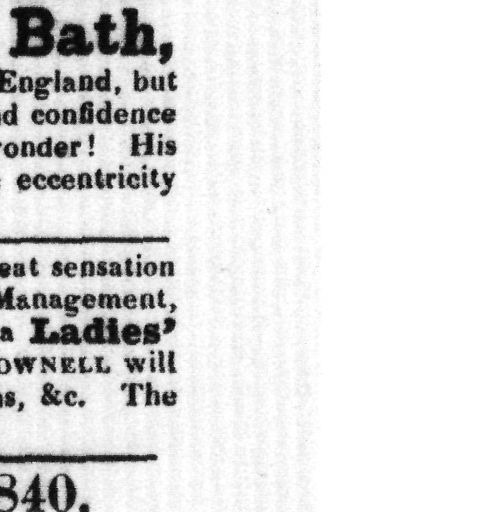 Bath,
England, but
d confidence
onder! His
eccentricity
eat sensation
Management,
a Ladies’
OWNELL will
s, &c. The
840.